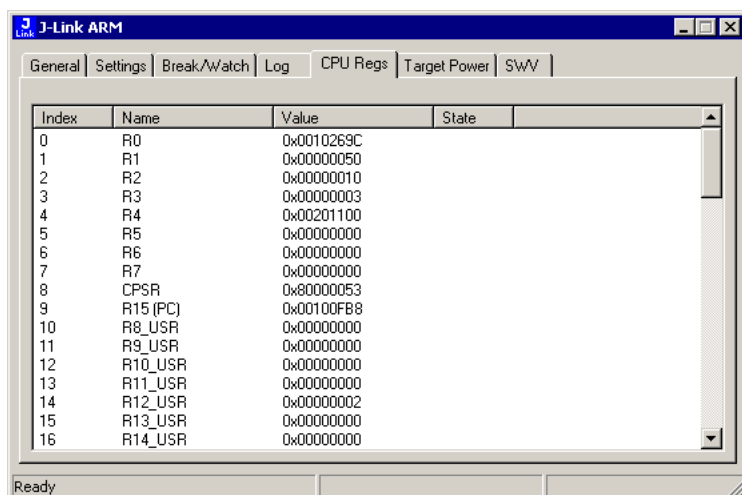 J Link J-Link ARM
General Settings Break/Watch Log CPU Regs Target Power SWV
Index Name Value State
0 R0 0x0010269C
1 R1 0x00000050
2 R2 0x00000010
3 R3 0x00000003
4 R4 0x00201100
5 R5 0x00000000
6 R6 0x00000000
7 R7 0x00000000
8 CPSR 0x80000053
9 R15 (PC) 0x00100FB8
10 R8_USR 0x00000000
11 R9_USR 0x00000000
12 R10_USR 0x00000000
13 R11_USR 0x00000000
14 R12_USR 0x00000002
15 R13_USR 0x00000000
16 R14_USR 0x00000000
Ready